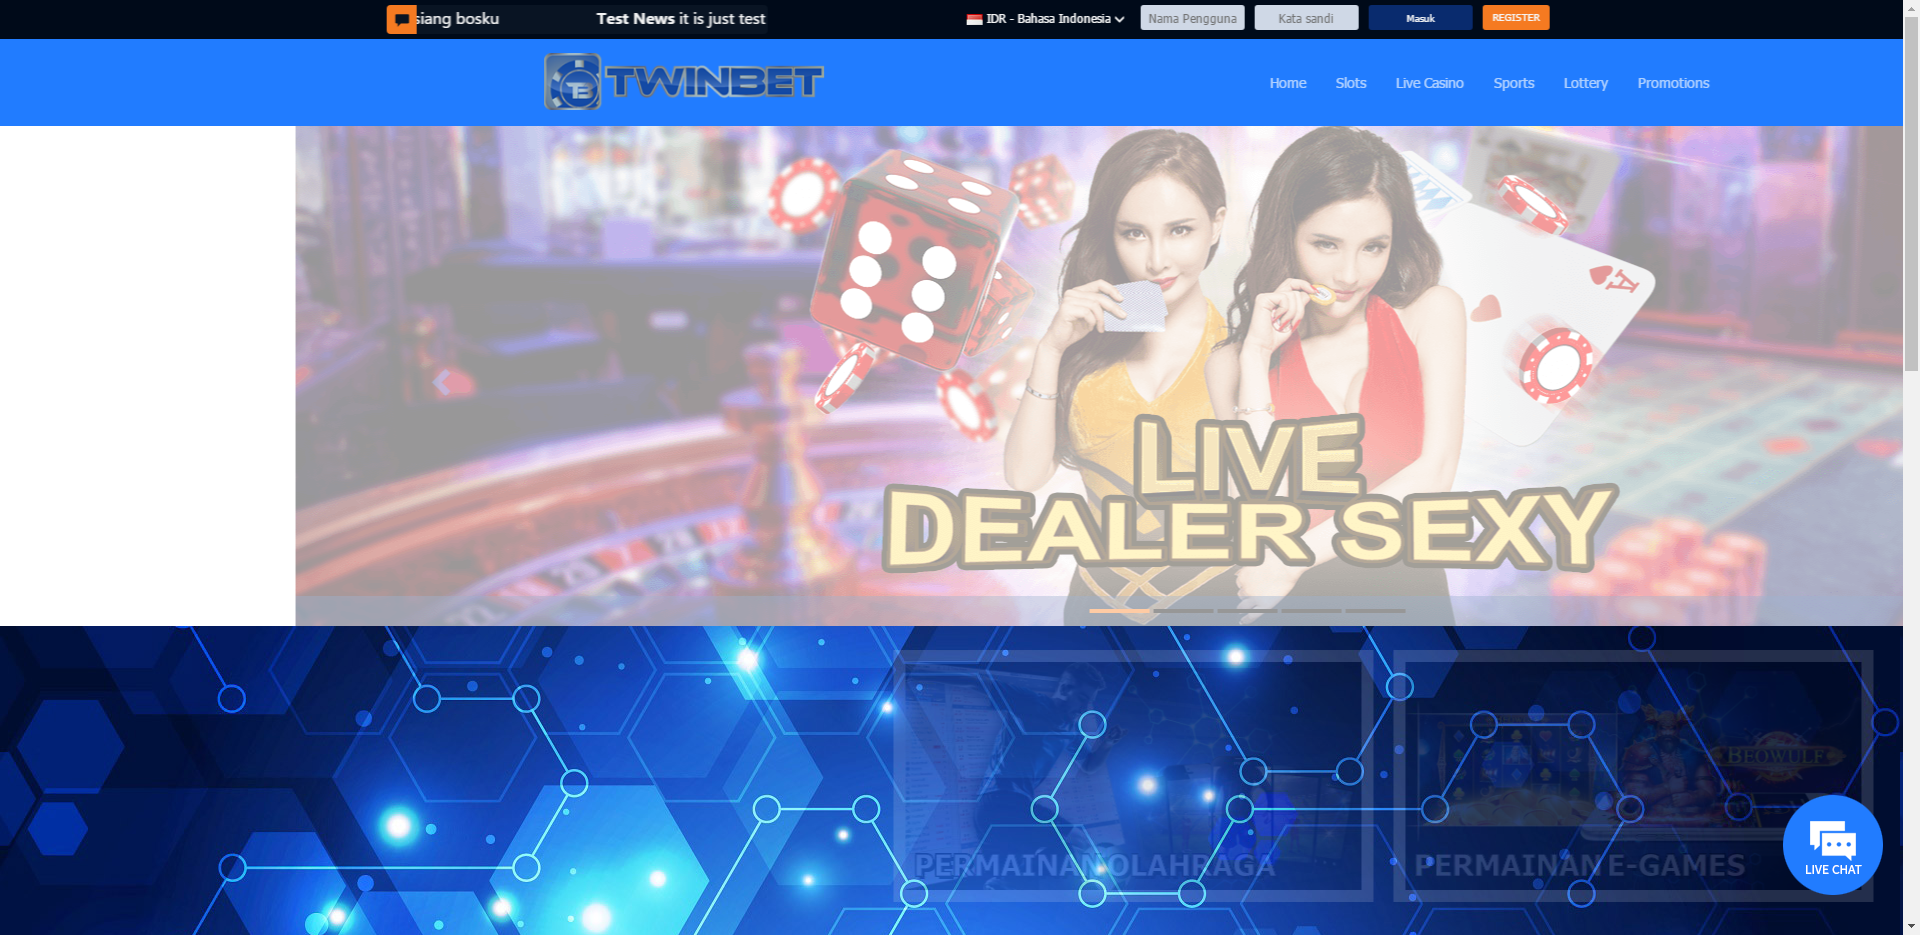 siang bosku Test News it is just test
IDR - Bahasa Indonesia
Nama Pengguna
Kata sandi
Masuk
REGISTER
TB TWINBET
Home
Slots
Live Casino
Sports
Lottery
Promotions
A
LIVE
DEALER SEXY
BEOWULF
PERMAINAN OLAHRAGA
PERMAINAN E-GAMES
LIVE CHAT